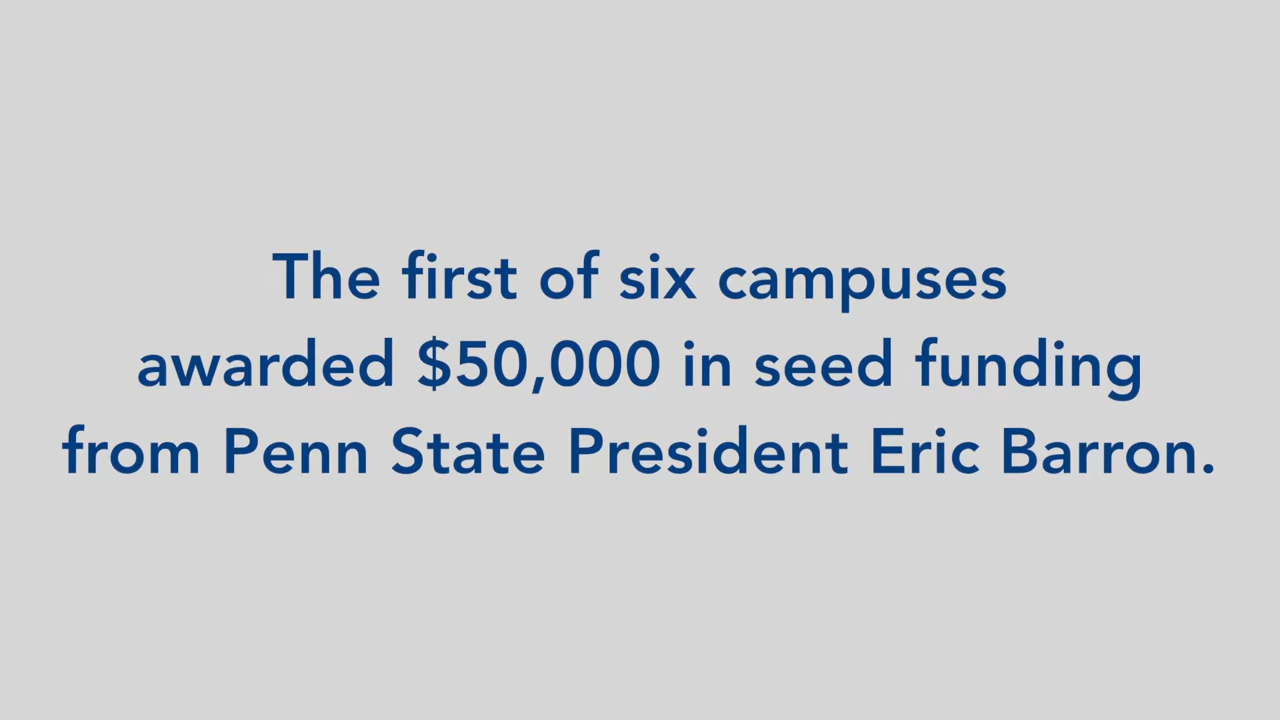 The first of six campuses
awarded $50,000 in seed funding
from Penn State President Eric Barron.